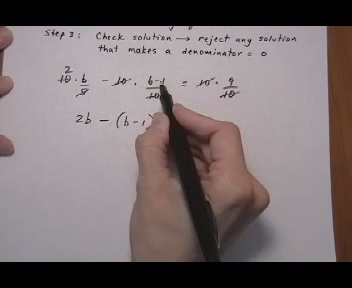 Step 3: Check solution → reject any solution
that makes a denominator = 0
2
10 · b/5 - 10 · b-1/10 = 10 · 9/10
2b - (b-1)